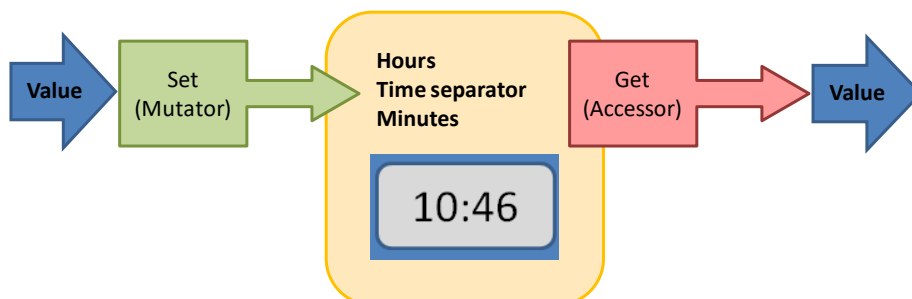 Value
Set
(Mutator)
Hours
Time separator
Minutes
10:46
Get
(Accessor)
Value